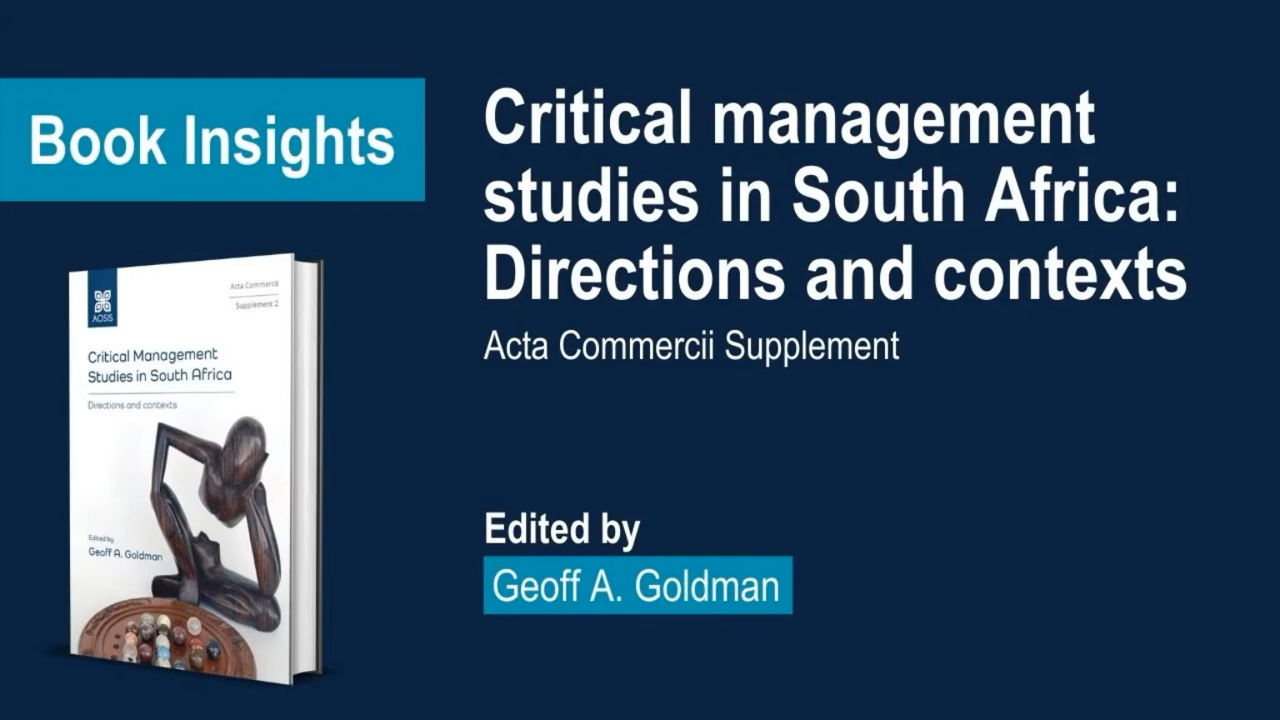 Book Insights
Critical management
studies in South Africa:
Directions and contexts
Acta Commercii Supplement
Edited by
Geoff A. Goldman
AOSIS
Acta Commercii
Supplement 2
Critical Management
Studies in South Africa
Directions and contexts
Edited by
Geoff A. Goldman